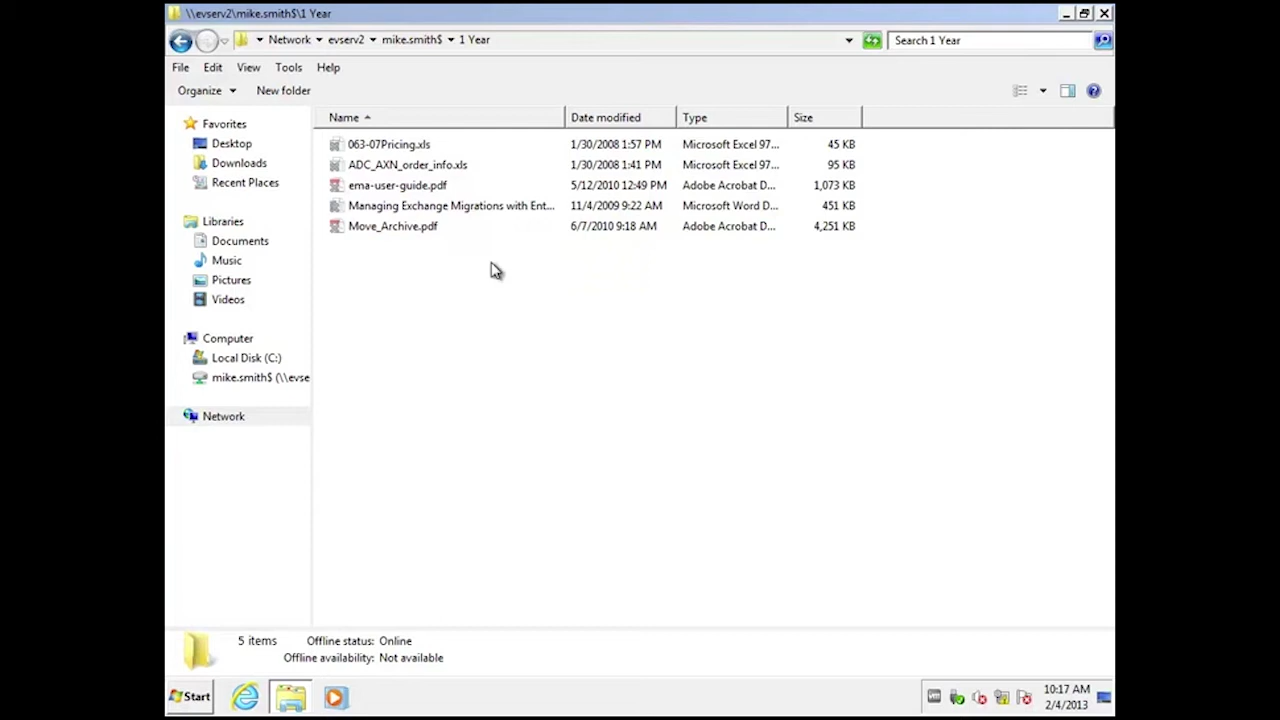 \\evserv2\mike.smith$\1 Year
Network evserv2 mike.smith$ 1 Year
Search 1 Year
File Edit View Tools Help
Organize New folder
Name Date modified Type Size
Favorites
Desktop
Downloads
Recent Places
Libraries
Documents
Music
Pictures
Videos
Computer
Local Disk (C:)
mike.smith$ (\\evse
Network
063-07Pricing.xls 1/30/2008 1:57 PM Microsoft Excel 97... 45 KB
ADC_AXN_order_info.xls 1/30/2008 1:41 PM Microsoft Excel 97... 95 KB
ema-user-guide.pdf 5/12/2010 12:49 PM Adobe Acrobat D... 1,073 KB
Managing Exchange Migrations with Ent... 11/4/2009 9:22 AM Microsoft Word D... 451 KB
Move_Archive.pdf 6/7/2010 9:18 AM Adobe Acrobat D... 4,251 KB
5 items Offline status: Online
Offline availability: Not available
Start
10:17 AM
2/4/2013